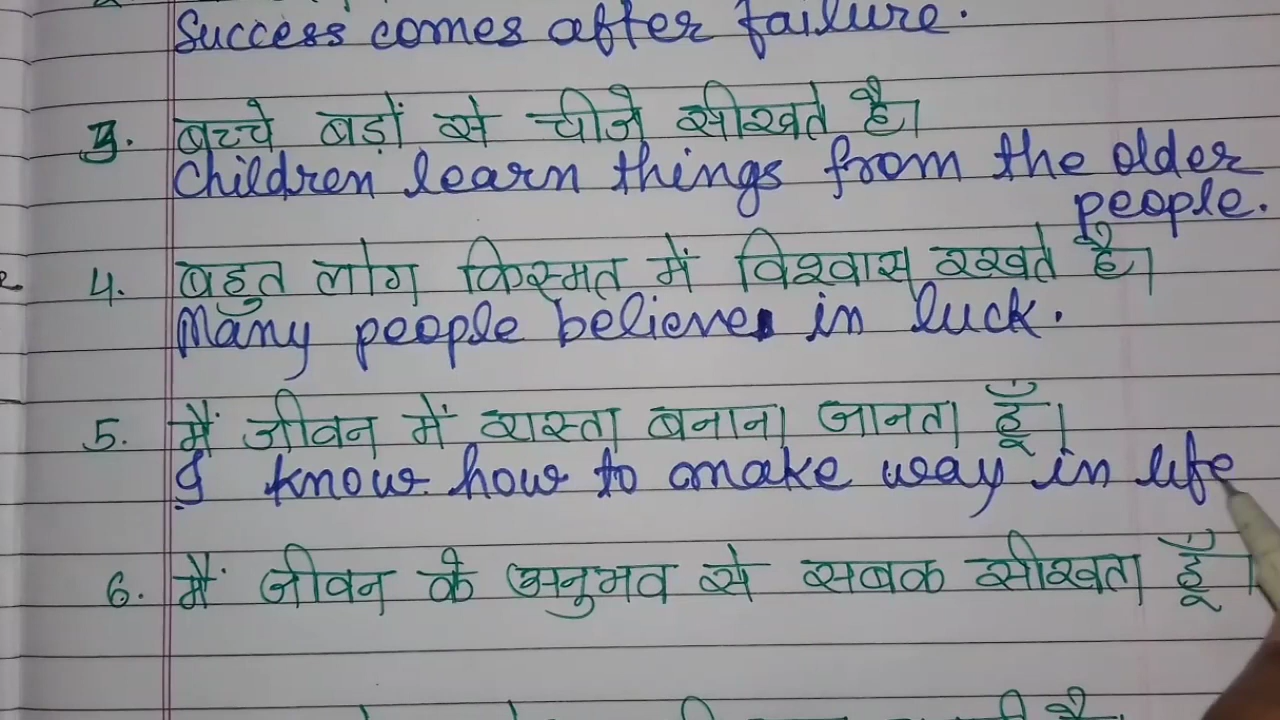 Success comes after failure.
3. बच्चे बड़ों से चीजे सीखते है।
Children learn things from the older
people.
4. बहुत लोग किस्मत में विश्वास रखते है।
Many people believe in luck.
5. मैं जीवन में रास्ता बनाना जानता हूँ।
I know how to make way in life
6. मैं जीवन के अनुभव से सबक सीखता हूँ।